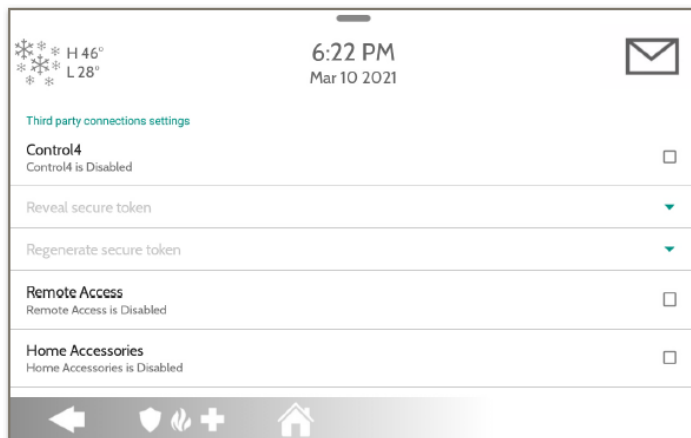 H 46°
L 28°
6:22 PM
Mar 10 2021
Third party connections settings
Control4
Control4 is Disabled
Reveal secure token
Regenerate secure token
Remote Access
Remote Access is Disabled
Home Accessories
Home Accessories is Disabled